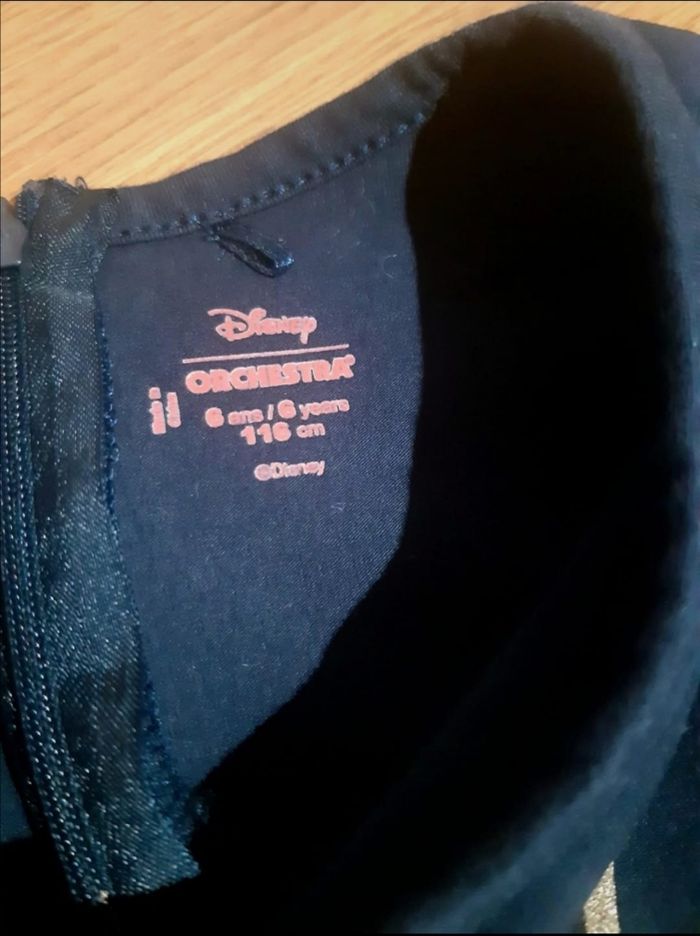 Disney
ORCHESTRA®
6 ans / 6 years
116 cm
©Disney